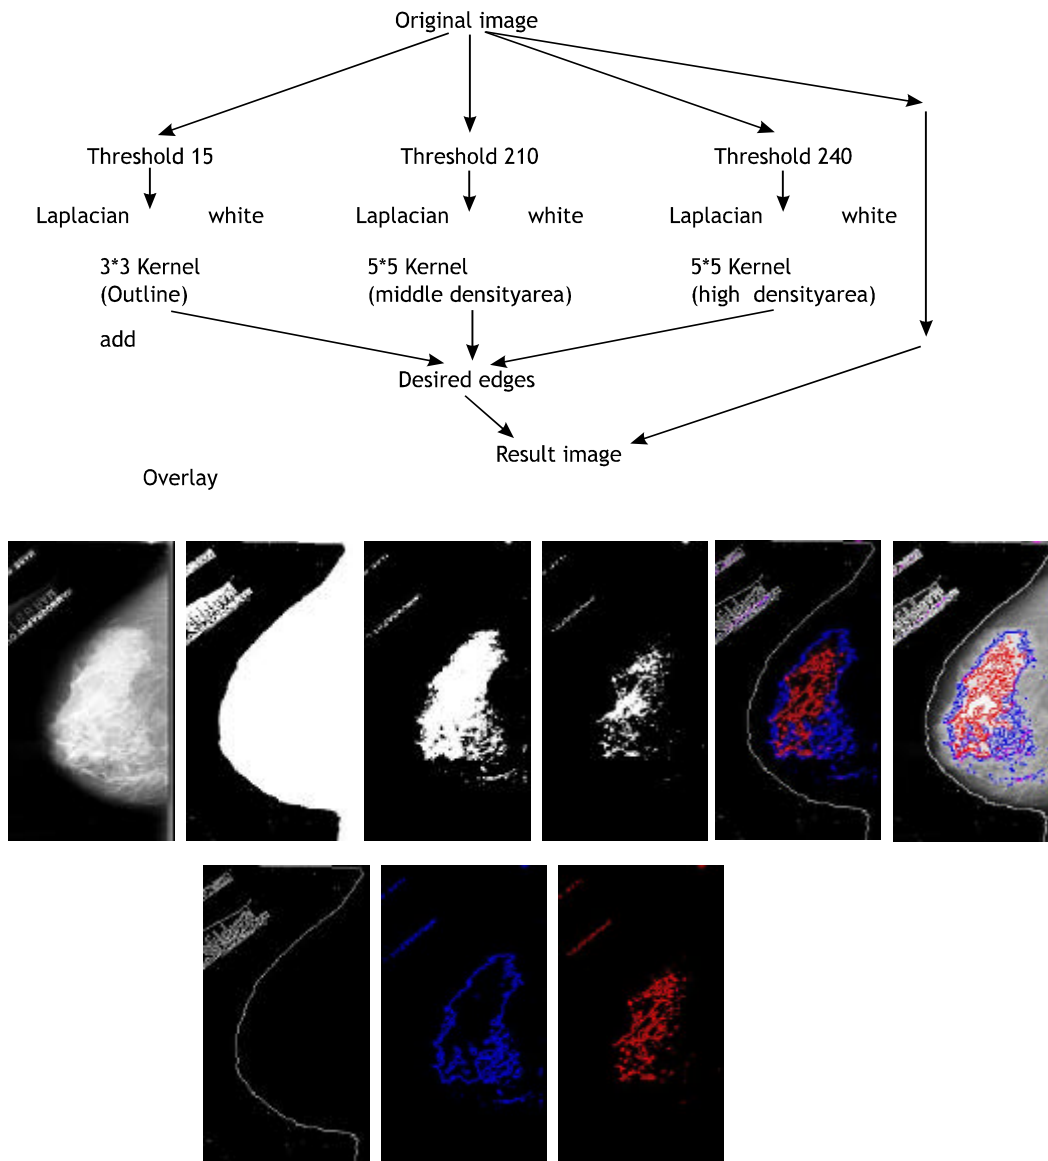 Original image
Threshold 15 Threshold 210 Threshold 240
Laplacian white Laplacian white Laplacian white
3*3 Kernel 5*5 Kernel 5*5 Kernel
(Outline) (middle densityarea) (high densityarea)
add
Desired edges
Result image
Overlay